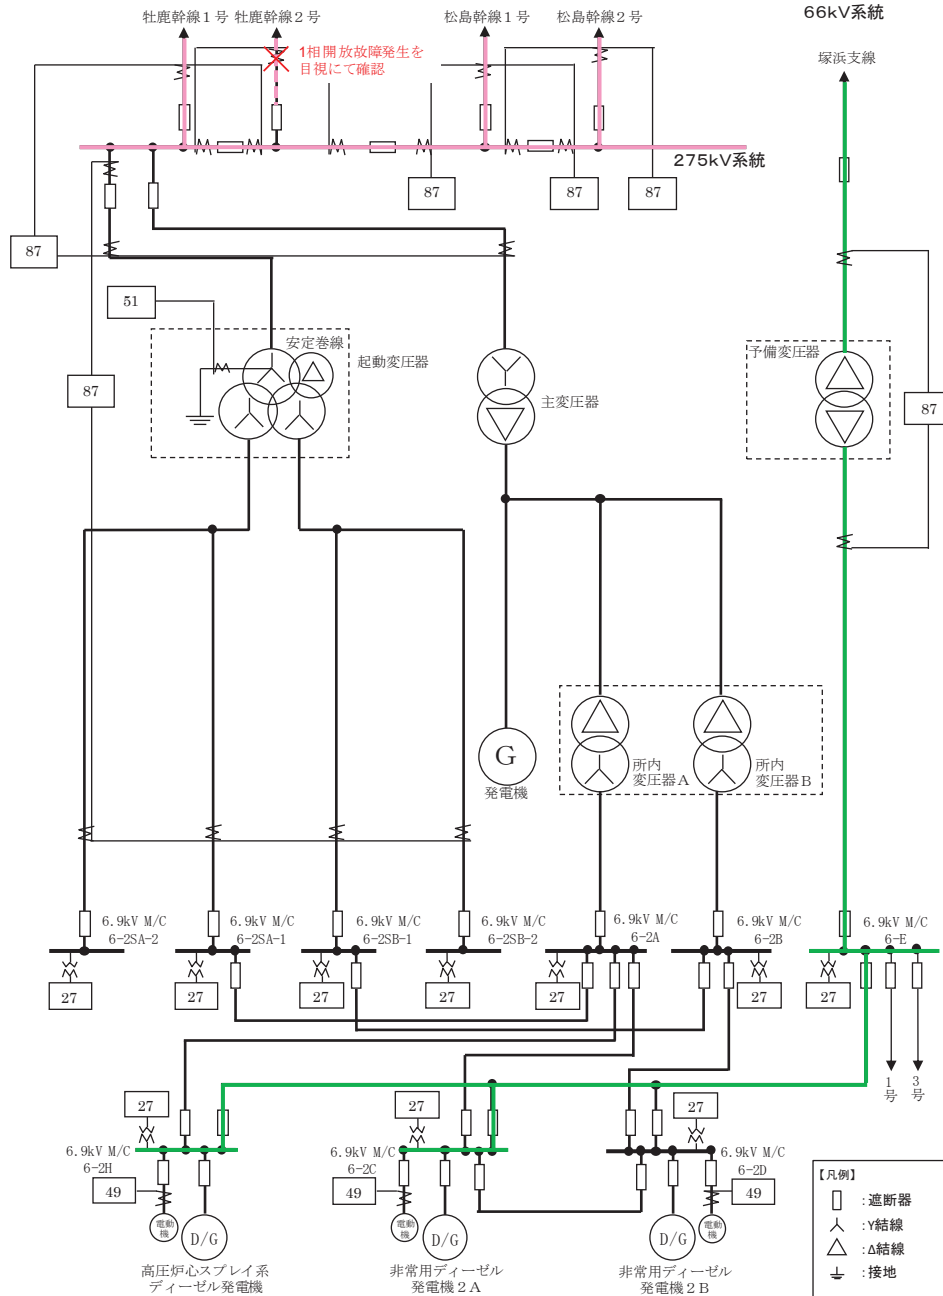 66kV系統
牡鹿幹線1号
牡鹿幹線2号
松島幹線1号
松島幹線2号
1相開放故障発生を
目視にて確認
塚浜支線
275kV系統
87
87
87
87
51
安定巻線
起動変圧器
予備変圧器
87
主変圧器
87
G
発電機
所内
変圧器A
所内
変圧器B
6.9kV M/C
6-2SA-2
6.9kV M/C
6-2SA-1
6.9kV M/C
6-2SB-1
6.9kV M/C
6-2SB-2
6.9kV M/C
6-2A
6.9kV M/C
6-2B
6.9kV M/C
6-E
27
27
27
27
27
27
27
1号
3号
27
27
27
6.9kV M/C
6-2H
6.9kV M/C
6-2C
6.9kV M/C
6-2D
49
49
49
電動機
D/G
電動機
D/G
D/G
電動機
高圧炉心スプレイ系
ディーゼル発電機
非常用ディーゼル
発電機2A
非常用ディーゼル
発電機2B
【凡例】
:遮断器
:Y結線
:Δ結線
:接地